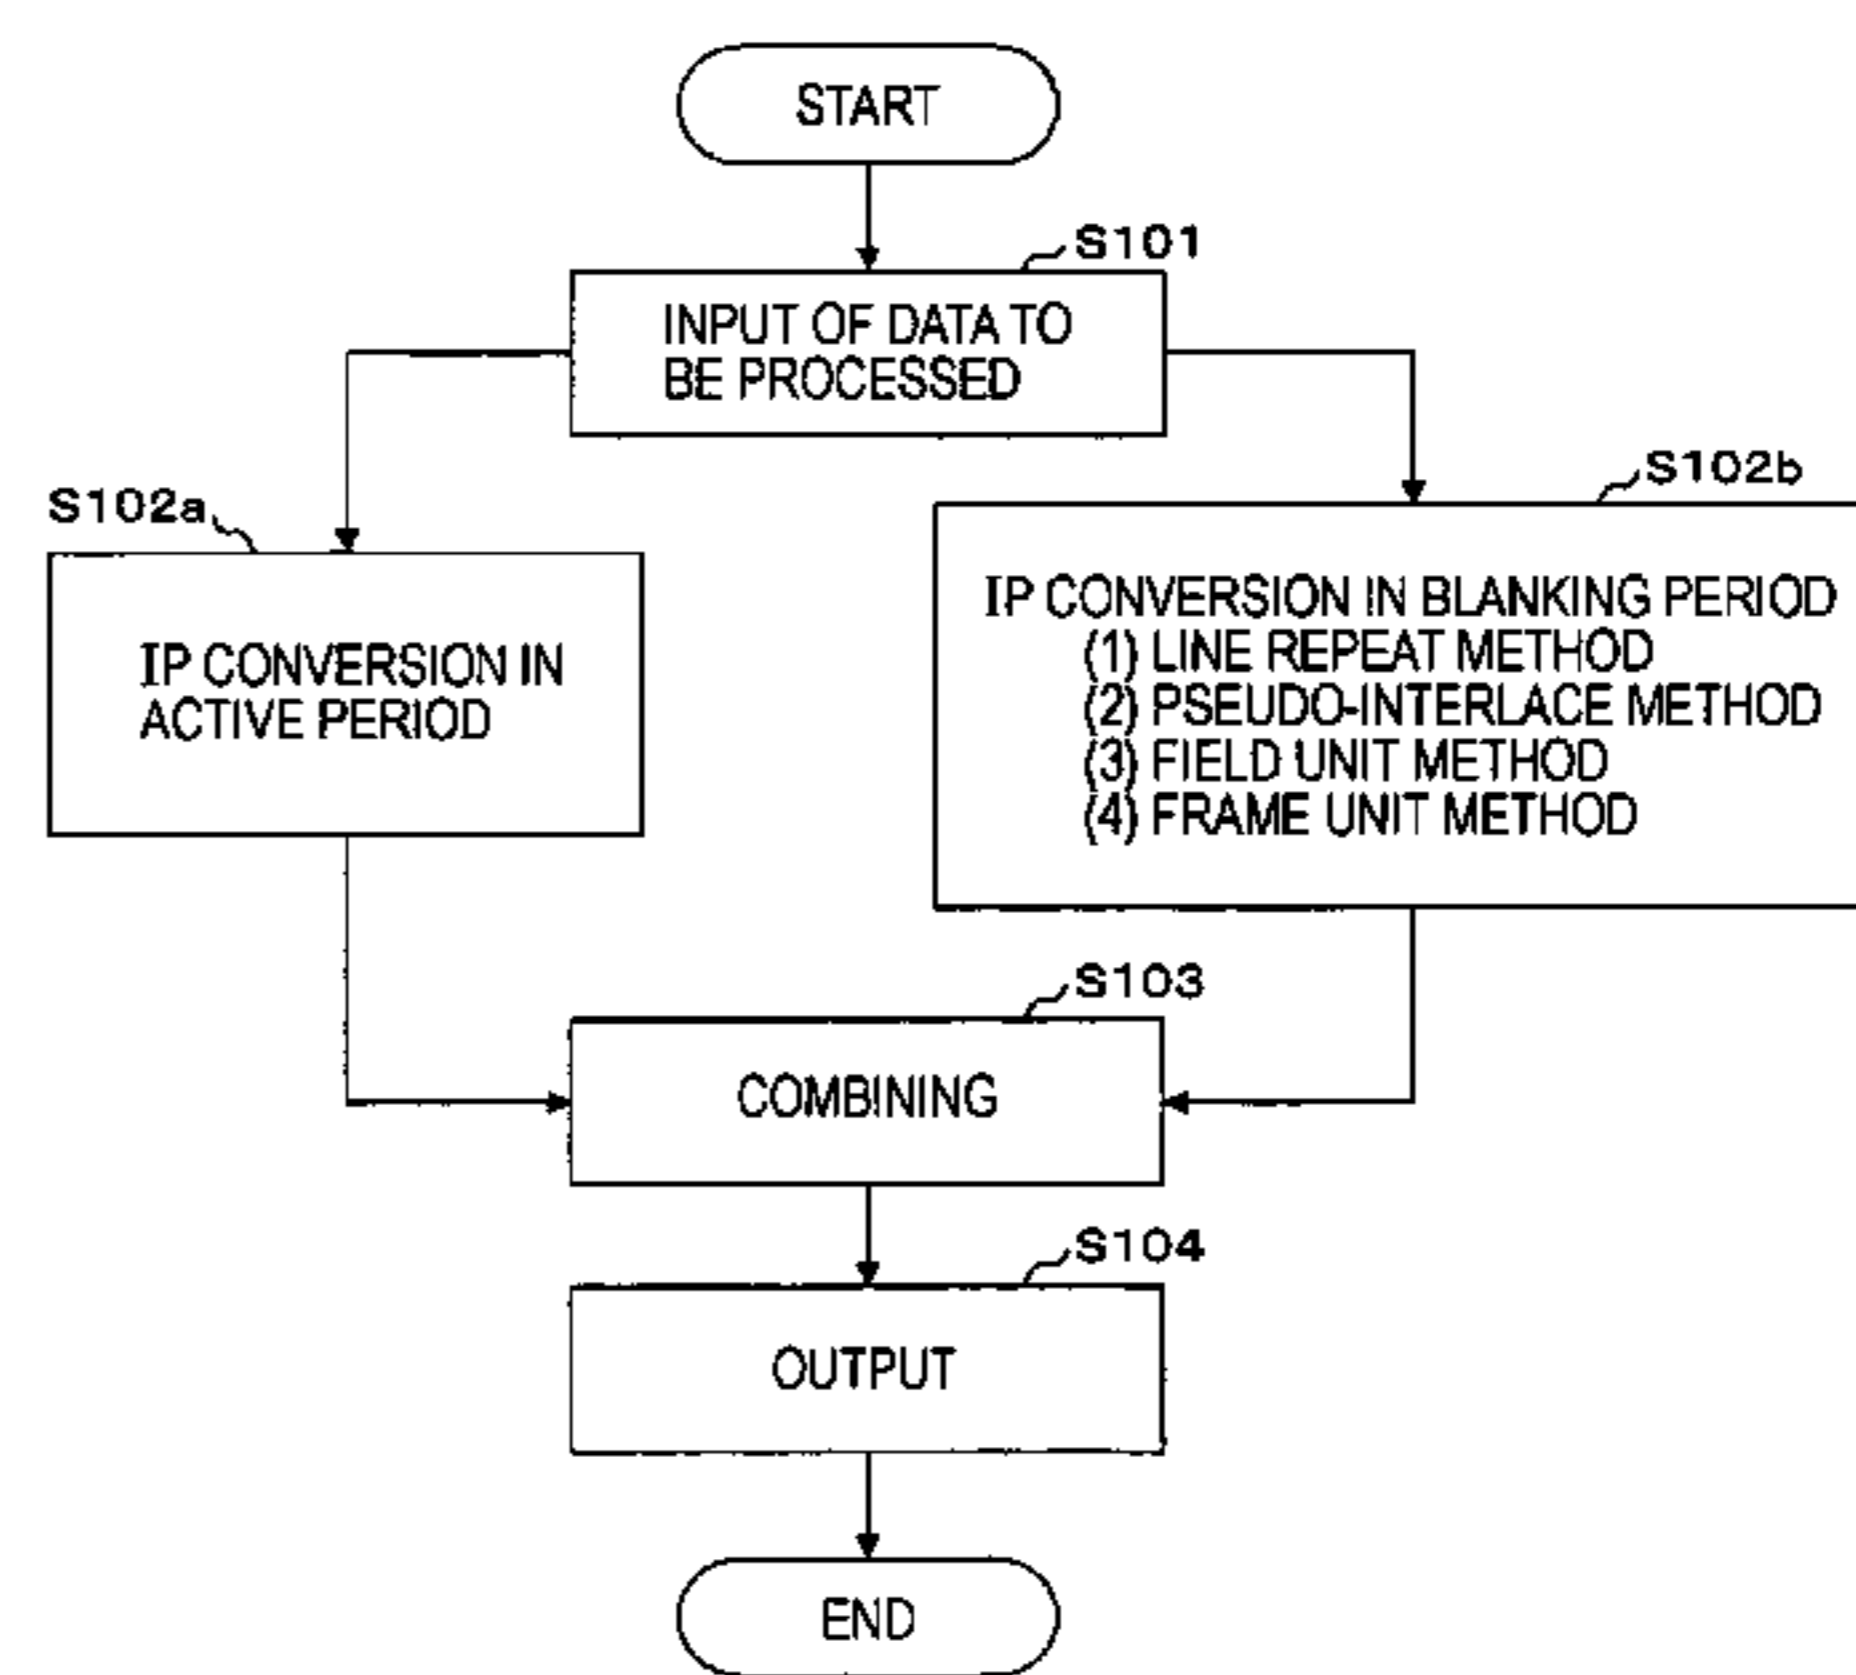 START
S101
INPUT OF DATA TO
BE PROCESSED
S102a
IP CONVERSION IN
ACTIVE PERIOD
S102b
IP CONVERSION IN BLANKING PERIOD
(1) LINE REPEAT METHOD
(2) PSEUDO-INTERLACE METHOD
(3) FIELD UNIT METHOD
(4) FRAME UNIT METHOD
S103
COMBINING
S104
OUTPUT
END